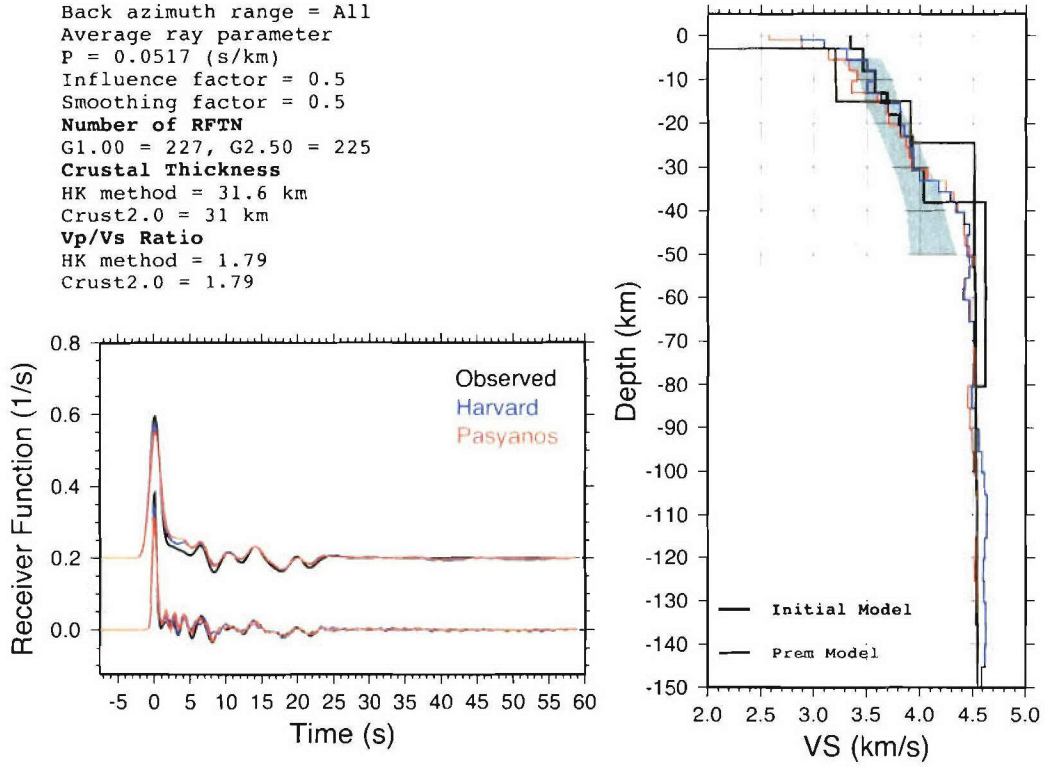 Back azimuth range = All
Average ray parameter
P = 0.0517 (s/km)
Influence factor = 0.5
Smoothing factor = 0.5
Number of RFTN
G1.00 = 227, G2.50 = 225
Crustal Thickness
HK method = 31.6 km
Crust2.0 = 31 km
Vp/Vs Ratio
HK method = 1.79
Crust2.0 = 1.79
Receiver Function (1/s)
0.8
0.6
0.4
0.2
0.0
Observed
Harvard
Pasyanos
-5 0 5 10 15 20 25 30 35 40 45 50 55 60
Time (s)
Depth (km)
0
-10
-20
-30
-40
-50
-60
-70
-80
-90
-100
-110
-120
-130
-140
-150
Initial Model
Prem Model
2.0 2.5 3.0 3.5 4.0 4.5 5.0
VS (km/s)